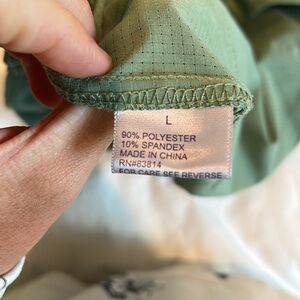 L
90% POLYESTER
10% SPANDEX
MADE IN CHINA
RN#83814
FOR CARE SEE REVERSE